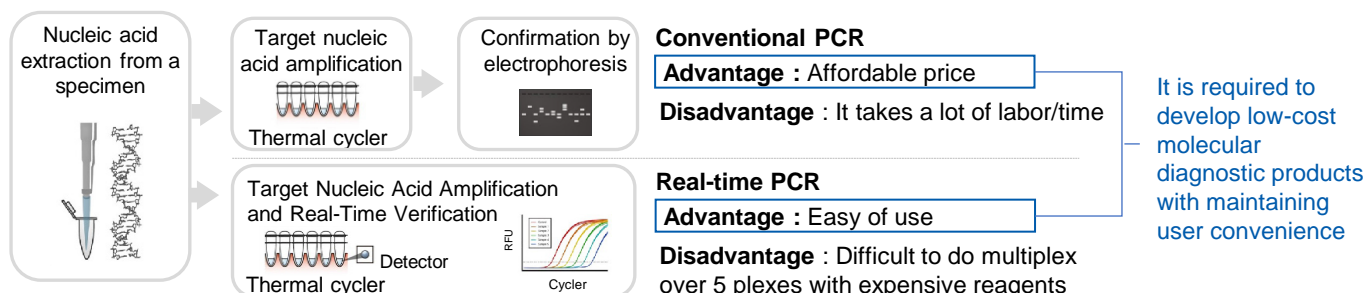 Nucleic acid
extraction from a
specimen
Target nucleic
acid amplification
Thermal cycler
Confirmation by
electrophoresis
Conventional PCR
Advantage : Affordable price
Disadvantage : It takes a lot of labor/time
Target Nucleic Acid Amplification
and Real-Time Verification
Detector
Thermal cycler
RFU
Cycler
Real-time PCR
Advantage : Easy of use
Disadvantage : Difficult to do multiplex
over 5 plexes with expensive reagents
It is required to
develop low-cost
molecular
diagnostic products
with maintaining
user convenience